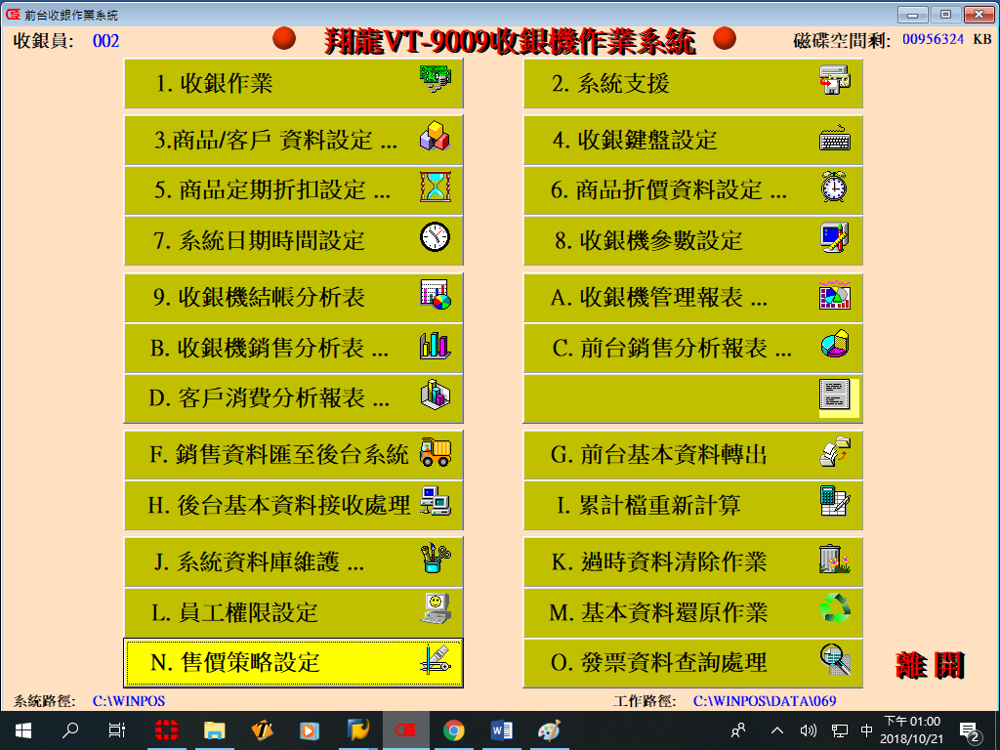 前台收銀作業系統
收銀員: 002
翔龍VT-9009收銀機作業系統
磁碟空間剩: 00956324 KB
1. 收銀作業
2. 系統支援
3.商品/客戶 資料設定 ...
4. 收銀鍵盤設定
5. 商品定期折扣設定 ...
6. 商品折價資料設定 ...
7. 系統日期時間設定
8. 收銀機參數設定
9. 收銀機結帳分析表
A. 收銀機管理報表 ...
B. 收銀機銷售分析表 ...
C. 前台銷售分析報表 ...
D. 客戶消費分析報表 ...
F. 銷售資料匯至後台系統
G. 前台基本資料轉出
H. 後台基本資料接收處理
I. 累計檔重新計算
J. 系統資料庫維護 ...
K. 過時資料清除作業
L. 員工權限設定
M. 基本資料還原作業
N. 售價策略設定
O. 發票資料查詢處理
離 開
系統路徑: C:\WINPOS
工作路徑: C:\WINPOS\DATA\069
中
下午 01:00
2018/10/21
2